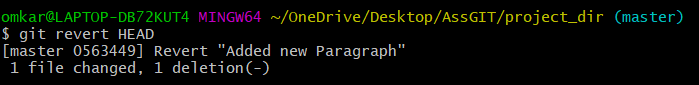 omkar@LAPTOP-DB72KUT4 MINGW64 ~/OneDrive/Desktop/AssGIT/project_dir (master)
$ git revert HEAD
[master 0563449] Revert "Added new Paragraph"
 1 file changed, 1 deletion(-)